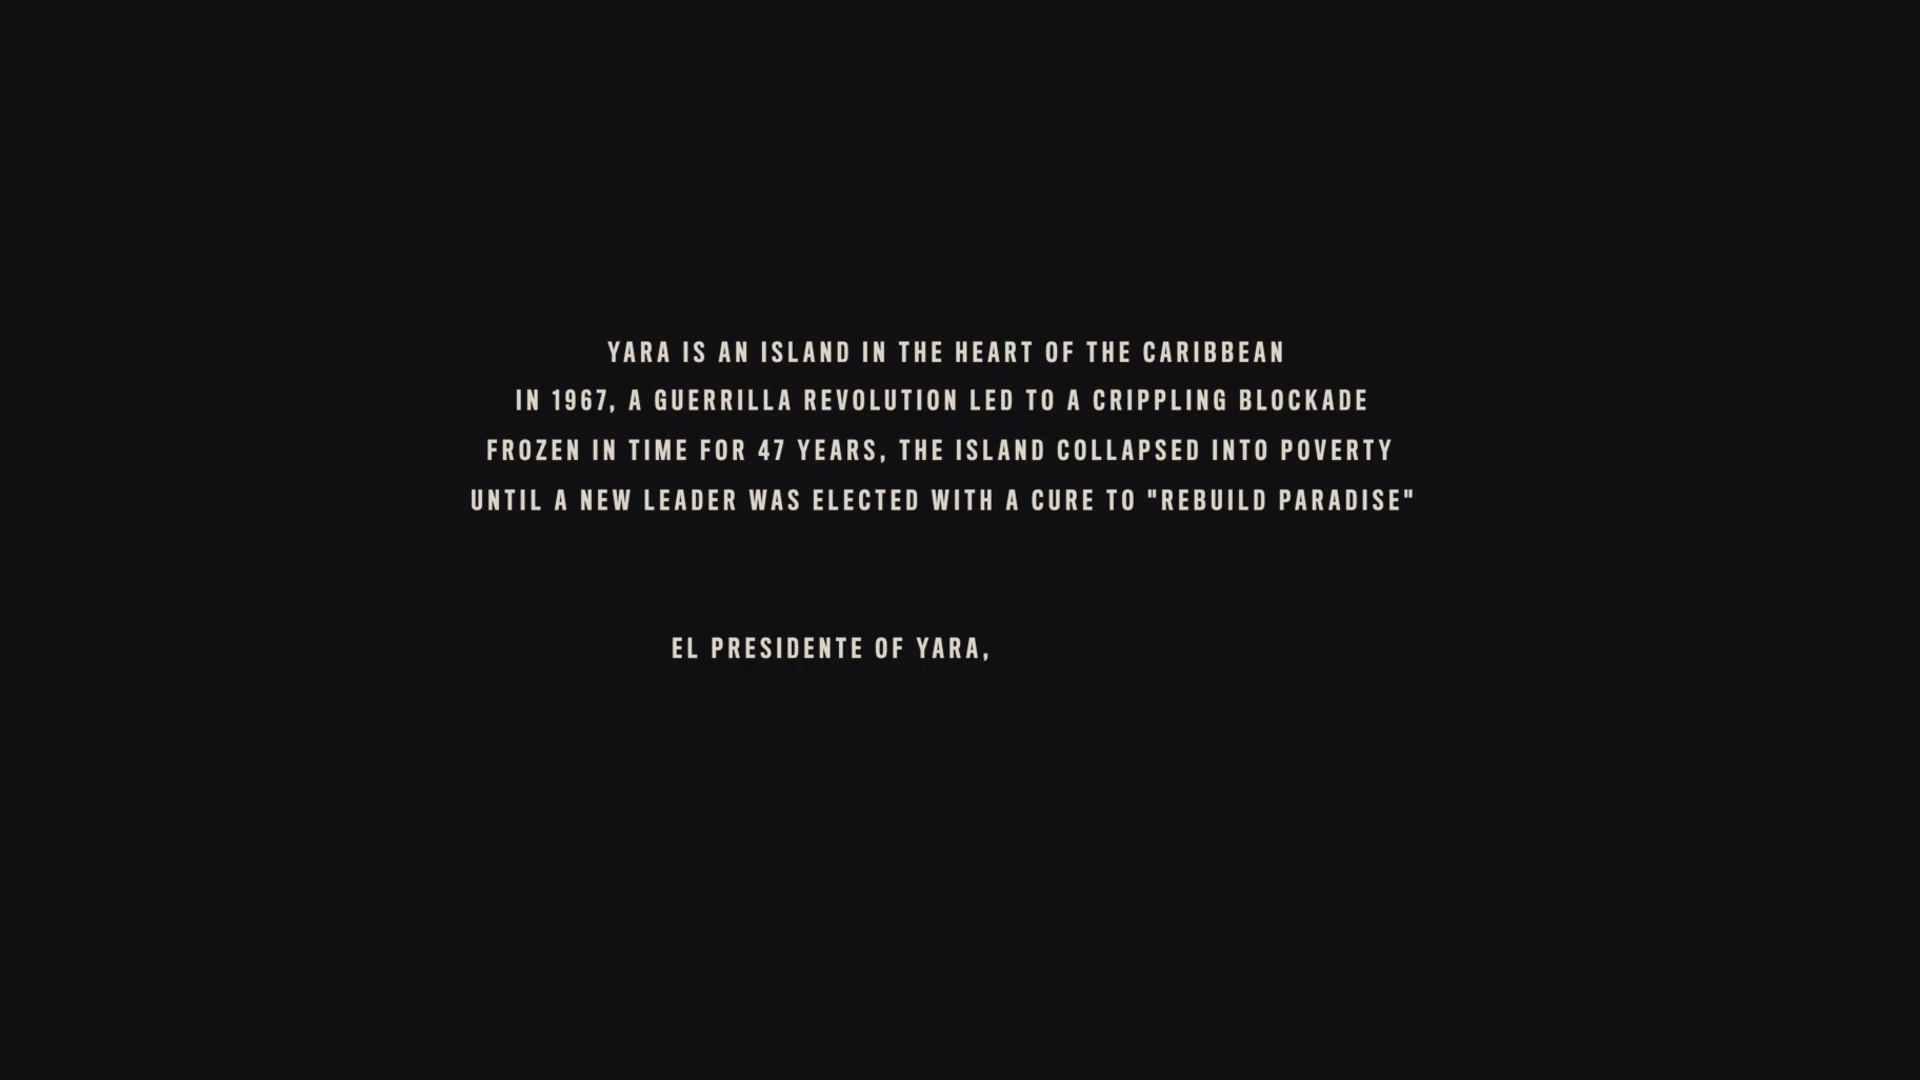 YARA IS AN ISLAND IN THE HEART OF THE CARIBBEAN
IN 1967, A GUERRILLA REVOLUTION LED TO A CRIPPLING BLOCKADE
FROZEN IN TIME FOR 47 YEARS, THE ISLAND COLLAPSED INTO POVERTY
UNTIL A NEW LEADER WAS ELECTED WITH A CURE TO "REBUILD PARADISE"
EL PRESIDENTE OF YARA,